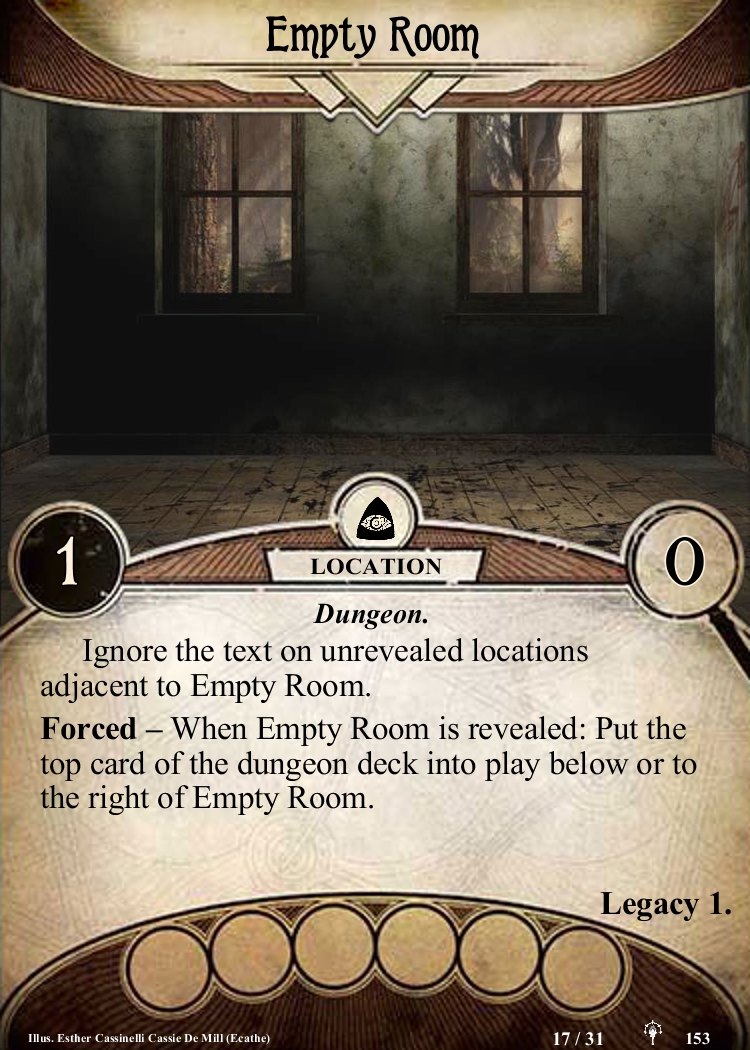 Empty Room
1
LOCATION
0
Dungeon.
Ignore the text on unrevealed locations
adjacent to Empty Room.
Forced – When Empty Room is revealed: Put the
top card of the dungeon deck into play below or to
the right of Empty Room.
Legacy 1.
Illus. Esther Cassinelli Cassie De Mill (Ecathe)
17 / 31
153